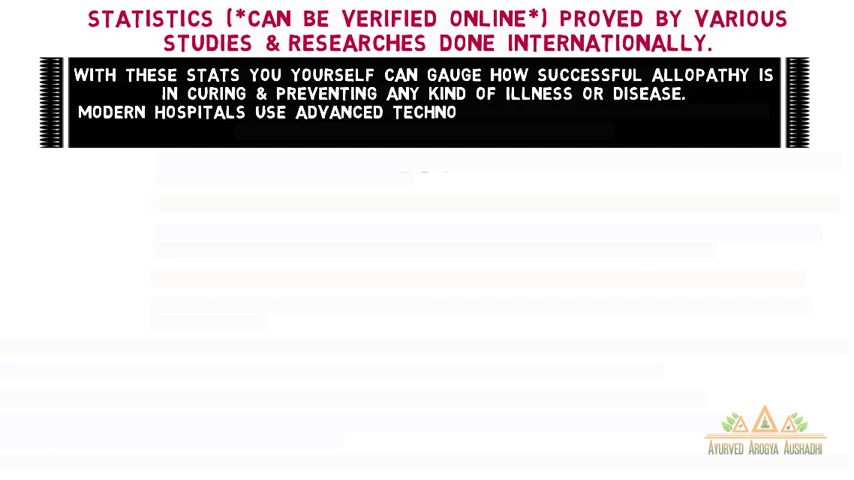 STATISTICS (*CAN BE VERIFIED ONLINE*) PROVED BY VARIOUS
STUDIES & RESEARCHES DONE INTERNATIONALLY.
WITH THESE STATS YOU YOURSELF CAN GAUGE HOW SUCCESSFUL ALLOPATHY IS
IN CURING & PREVENTING ANY KIND OF ILLNESS OR DISEASE.
MODERN HOSPITALS USE ADVANCED TECHNO
AYURVED AROGYA AUSHADHI